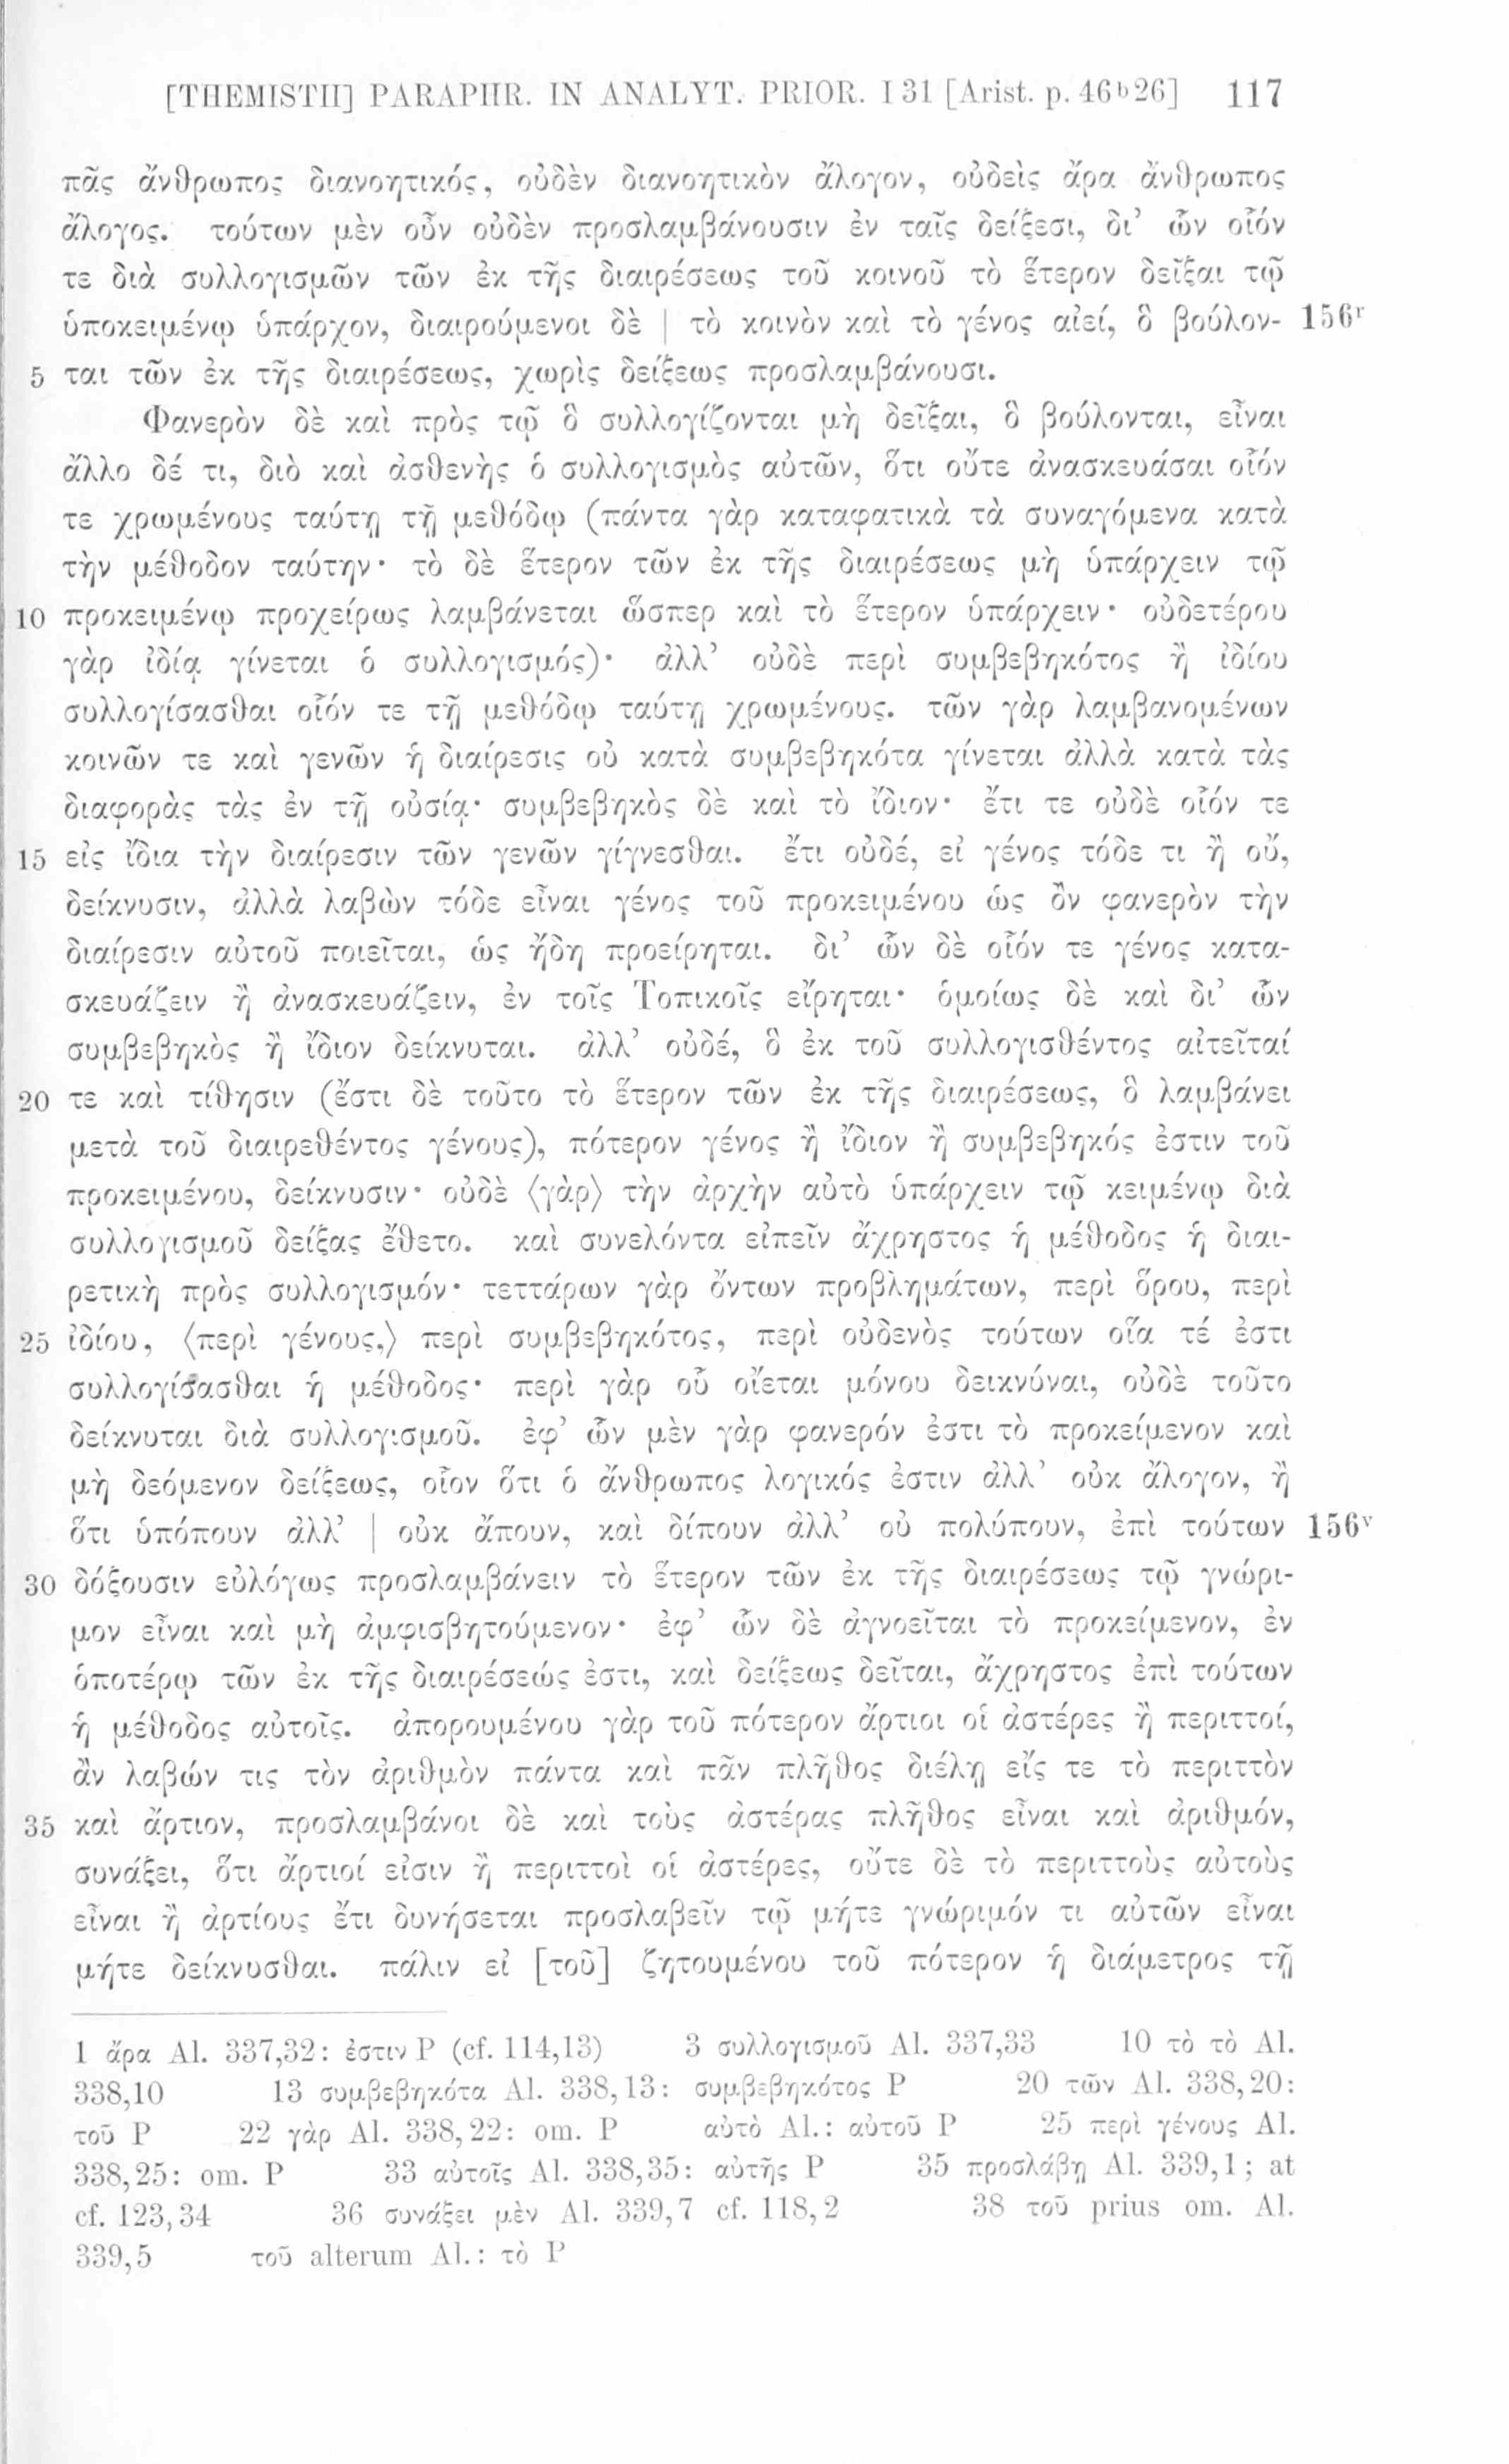 [THEMISTII] PARAPHR. IN ANALYT. PRIOR. I 31 [Arist. p. 46ᵇ26] 117
πᾶς ἄνθρωπος διανοητικός, οὐδὲν διανοητικὸν ἄλογον, οὐδεὶς ἄρα ἄνθρωπος
ἄλογος. τούτων μὲν οὖν οὐδὲν προσλαμβάνουσιν ἐν ταῖς δείξεσι, δι’ ὧν οἷόν
τε διὰ συλλογισμῶν τῶν ἐκ τῆς διαιρέσεως τοῦ κοινοῦ τὸ ἕτερον δεῖξαι τῷ
ὑποκειμένῳ ὑπάρχον, διαιρούμενοι δὲ | τὸ κοινὸν καὶ τὸ γένος αἰεί, ὃ βούλον- 156ʳ
5 ται τῶν ἐκ τῆς διαιρέσεως, χωρὶς δείξεως προσλαμβάνουσι.
Φανερὸν δὲ καὶ πρὸς τῷ ὃ συλλογίζονται μὴ δεῖξαι, ὃ βούλονται, εἶναι
ἄλλο δέ τι, διὸ καὶ ἀσθενὴς ὁ συλλογισμὸς αὐτῶν, ὅτι οὔτε ἀνασκευάσαι οἷόν
τε χρωμένους ταύτῃ τῇ μεθόδῳ (πάντα γὰρ καταφατικὰ τὰ συναγόμενα κατὰ
τὴν μέθοδον ταύτην· τὸ δὲ ἕτερον τῶν ἐκ τῆς διαιρέσεως μὴ ὑπάρχειν τῷ
10 προκειμένῳ προχείρως λαμβάνεται ὥσπερ καὶ τὸ ἕτερον ὑπάρχειν· οὐδετέρου
γὰρ ἰδίᾳ γίνεται ὁ συλλογισμός)· ἀλλ’ οὐδὲ περὶ συμβεβηκότος ἢ ἰδίου
συλλογίσασθαι οἷόν τε τῇ μεθόδῳ ταύτῃ χρωμένους. τῶν γὰρ λαμβανομένων
κοινῶν τε καὶ γενῶν ἡ διαίρεσις οὐ κατὰ συμβεβηκότα γίνεται ἀλλὰ κατὰ τὰς
διαφορὰς τὰς ἐν τῇ οὐσίᾳ· συμβεβηκὸς δὲ καὶ τὸ ἴδιον· ἔτι τε οὐδὲ οἷόν τε
15 εἰς ἴδια τὴν διαίρεσιν τῶν γενῶν γίγνεσθαι. ἔτι οὐδέ, εἰ γένος τόδε τι ἢ οὔ,
δείκνυσιν, ἀλλὰ λαβὼν τόδε εἶναι γένος τοῦ προκειμένου ὡς ὂν φανερὸν τὴν
διαίρεσιν αὐτοῦ ποιεῖται, ὡς ἤδη προείρηται. δι’ ὧν δὲ οἷόν τε γένος κατα-
σκευάζειν ἢ ἀνασκευάζειν, ἐν τοῖς Τοπικοῖς εἴρηται· ὁμοίως δὲ καὶ δι’ ὧν
συμβεβηκὸς ἢ ἴδιον δείκνυται. ἀλλ’ οὐδέ, ὃ ἐκ τοῦ συλλογισθέντος αἰτεῖταί
20 τε καὶ τίθησιν (ἔστι δὲ τοῦτο τὸ ἕτερον τῶν ἐκ τῆς διαιρέσεως, ὃ λαμβάνει
μετὰ τοῦ διαιρεθέντος γένους), πότερον γένος ἢ ἴδιον ἢ συμβεβηκός ἐστιν τοῦ
προκειμένου, δείκνυσιν· οὐδὲ ⟨γὰρ⟩ τὴν ἀρχὴν αὐτὸ ὑπάρχειν τῷ κειμένῳ διὰ
συλλογισμοῦ δείξας ἔθετο. καὶ συνελόντα εἰπεῖν ἄχρηστος ἡ μέθοδος ἡ διαι-
ρετικὴ πρὸς συλλογισμόν· τεττάρων γὰρ ὄντων προβλημάτων, περὶ ὅρου, περὶ
25 ἰδίου, ⟨περὶ γένους,⟩ περὶ συμβεβηκότος, περὶ οὐδενὸς τούτων οἵα τέ ἐστι
συλλογίσασθαι ἡ μέθοδος· περὶ γὰρ οὗ οἴεται μόνου δεικνύναι, οὐδὲ τοῦτο
δείκνυται διὰ συλλογισμοῦ. ἐφ’ ὧν μὲν γὰρ φανερόν ἐστι τὸ προκείμενον καὶ
μὴ δεόμενον δείξεως, οἷον ὅτι ὁ ἄνθρωπος λογικός ἐστιν ἀλλ’ οὐκ ἄλογον, ἢ
ὅτι ὑπόπουν ἀλλ’ | οὐκ ἄπουν, καὶ δίπουν ἀλλ’ οὐ πολύπουν, ἐπὶ τούτων 156ᵛ
30 δόξουσιν εὐλόγως προσλαμβάνειν τὸ ἕτερον τῶν ἐκ τῆς διαιρέσεως τῷ γνώρι-
μον εἶναι καὶ μὴ ἀμφισβητούμενον· ἐφ’ ὧν δὲ ἀγνοεῖται τὸ προκείμενον, ἐν
ὁποτέρῳ τῶν ἐκ τῆς διαιρέσεώς ἐστι, καὶ δείξεως δεῖται, ἄχρηστος ἐπὶ τούτων
ἡ μέθοδος αὐτοῖς. ἀπορουμένου γὰρ τοῦ πότερον ἄρτιοι οἱ ἀστέρες ἢ περιττοί,
ἂν λαβών τις τὸν ἀριθμὸν πάντα καὶ πᾶν πλῆθος διέλῃ εἴς τε τὸ περιττὸν
35 καὶ ἄρτιον, προσλαμβάνοι δὲ καὶ τοὺς ἀστέρας πλῆθος εἶναι καὶ ἀριθμόν,
συνάξει, ὅτι ἄρτιοί εἰσιν ἢ περιττοὶ οἱ ἀστέρες, οὔτε δὲ τὸ περιττοὺς αὐτοὺς
εἶναι ἢ ἀρτίους ἔτι δυνήσεται προσλαβεῖν τῷ μήτε γνώριμόν τι αὐτῶν εἶναι
μήτε δείκνυσθαι. πάλιν εἰ [τοῦ] ζητουμένου τοῦ πότερον ἡ διάμετρος τῇ
1 ἄρα Al. 337,32: ἐστιν P (cf. 114,13) 3 συλλογισμοῦ Al. 337,33 10 τὸ τὸ Al.
338,10 13 συμβεβηκότα Al. 338,13: συμβεβηκότος P 20 τῶν Al. 338,20:
τοῦ P 22 γὰρ Al. 338,22: om. P αὐτὸ Al.: αὐτοῦ P 25 περὶ γένους Al.
338,25: om. P 33 αὐτοῖς Al. 338,35: αὐτῆς P 35 προσλάβῃ Al. 339,1; at
cf. 123,34 36 συνάξει μὲν Al. 339,7 cf. 118,2 38 τοῦ prius om. Al.
339,5 τοῦ alterum Al.: τὸ P